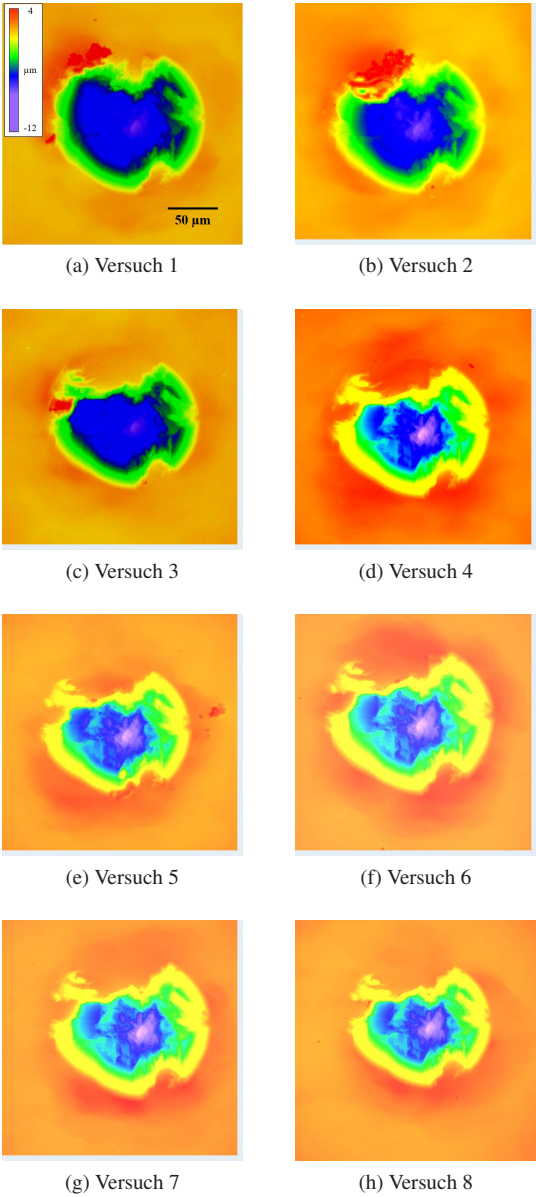 4
µm
-12
50 µm
(a) Versuch 1
(b) Versuch 2
(c) Versuch 3
(d) Versuch 4
(e) Versuch 5
(f) Versuch 6
(g) Versuch 7
(h) Versuch 8